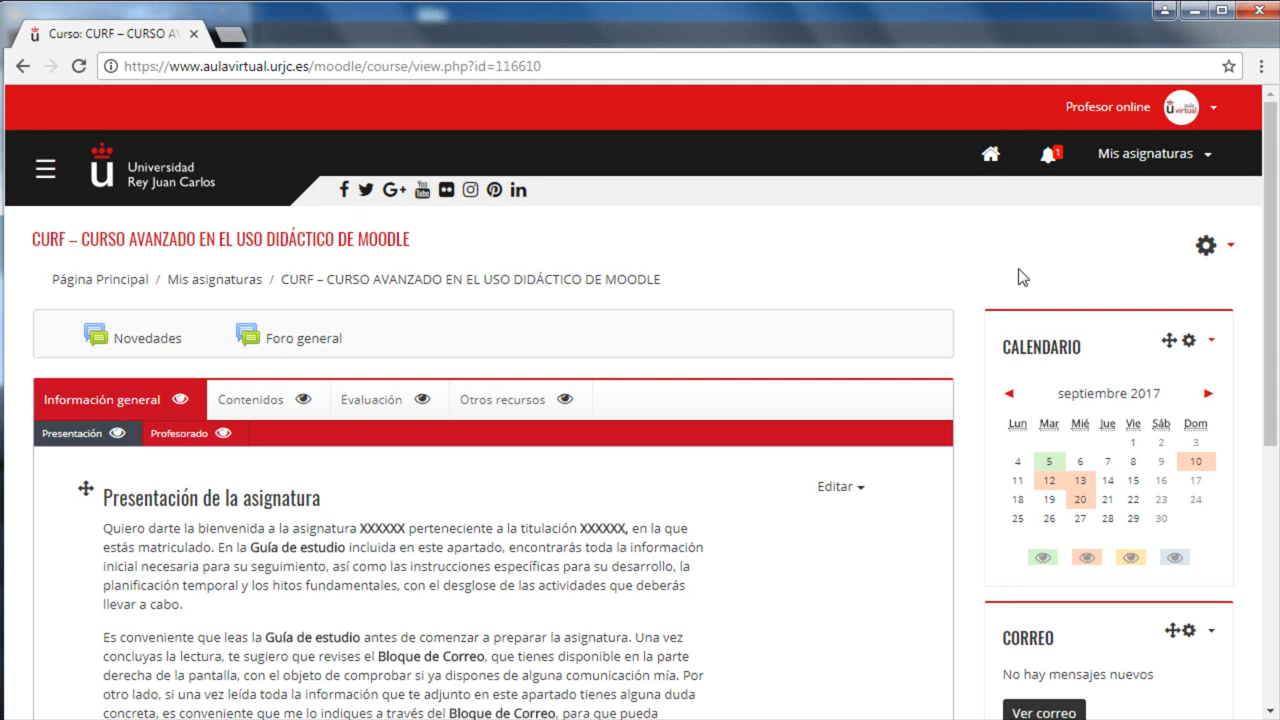 Curso: CURF – CURSO AV
https://www.aulavirtual.urjc.es/moodle/course/view.php?id=116610
Profesor online
ú aula virtual
ú Universidad
Rey Juan Carlos
1
Mis asignaturas
CURF – CURSO AVANZADO EN EL USO DIDÁCTICO DE MOODLE
Página Principal / Mis asignaturas / CURF – CURSO AVANZADO EN EL USO DIDÁCTICO DE MOODLE
Novedades
Foro general
Información general
Contenidos
Evaluación
Otros recursos
Presentación
Profesorado
Editar
Presentación de la asignatura
Quiero darte la bienvenida a la asignatura XXXXXX perteneciente a la titulación XXXXXX, en la que
estás matriculado. En la Guía de estudio incluida en este apartado, encontrarás toda la información
inicial necesaria para su seguimiento, así como las instrucciones específicas para su desarrollo, la
planificación temporal y los hitos fundamentales, con el desglose de las actividades que deberás
llevar a cabo.
Es conveniente que leas la Guía de estudio antes de comenzar a preparar la asignatura. Una vez
concluyas la lectura, te sugiero que revises el Bloque de Correo, que tienes disponible en la parte
derecha de la pantalla, con el objeto de comprobar si ya dispones de alguna comunicación mía. Por
otro lado, si una vez leída toda la información que te adjunto en este apartado tienes alguna duda
concreta, es conveniente que me lo indiques a través del Bloque de Correo, para que pueda
CALENDARIO
septiembre 2017
Lun Mar Mié Jue Vie Sáb Dom
1 2 3
4 5 6 7 8 9 10
11 12 13 14 15 16 17
18 19 20 21 22 23 24
25 26 27 28 29 30
CORREO
No hay mensajes nuevos
Ver correo